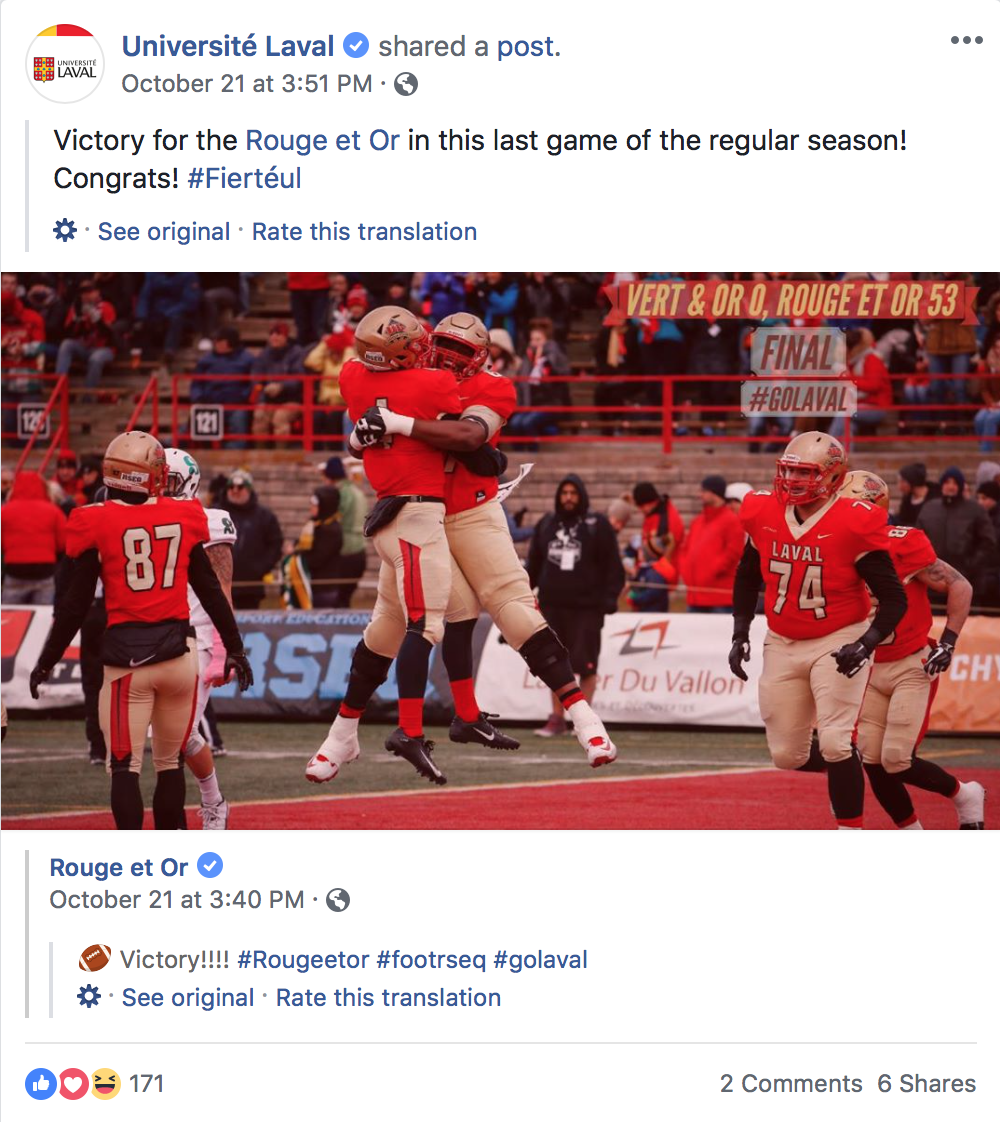 Université Laval shared a post.
UNIVERSITÉ
LAVAL
October 21 at 3:51 PM ·
Victory for the Rouge et Or in this last game of the regular season!
Congrats! #Fiertéul
· See original · Rate this translation
VERT & OR 0, ROUGE ET OR 53
FINAL
#GOLAVAL
121
87
LAVAL
74
Du Vallon
Rouge et Or
October 21 at 3:40 PM ·
Victory!!!! #Rougeetor #footrseq #golaval
· See original · Rate this translation
171
2 Comments 6 Shares